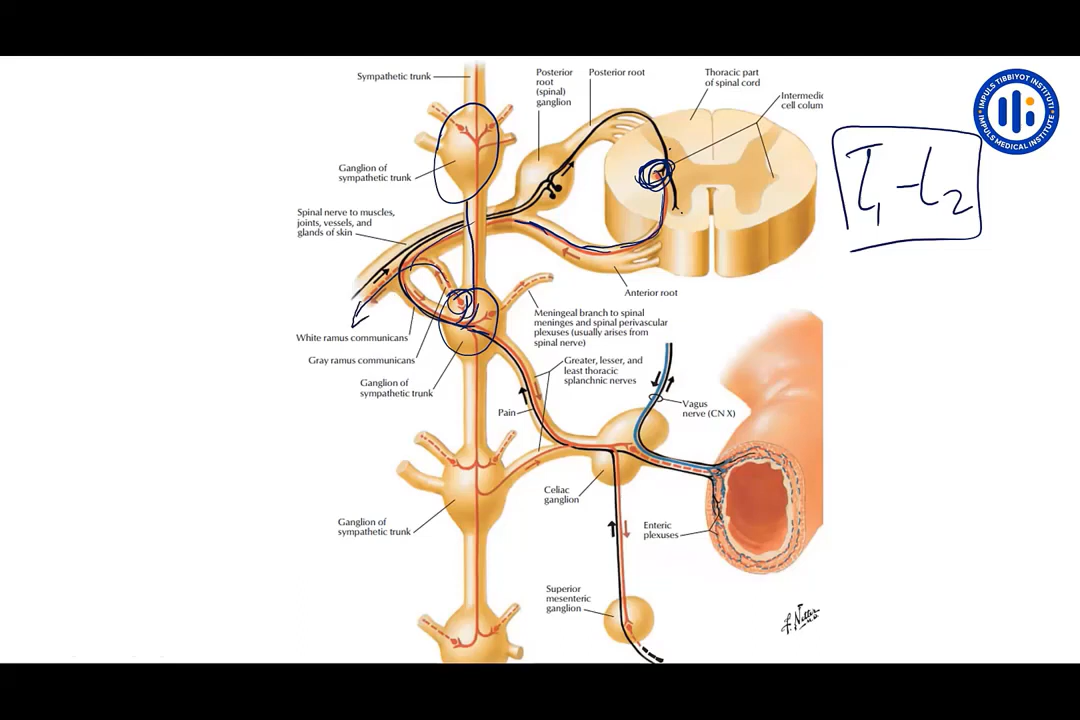 Sympathetic trunk
Posterior
root
(spinal)
ganglion
Posterior root
Thoracic part
of spinal cord
Intermedic
cell colum
IMPULS TIBBIYOT INSTITUTI
IMPULS MEDICAL INSTITUTE
T1 - L2
Ganglion of
sympathetic trunk
Spinal nerve to muscles,
joints, vessels, and
glands of skin
Anterior root
White ramus communicans
Gray ramus communicans
Ganglion of
sympathetic trunk
Meningeal branch to spinal
meninges and spinal perivascular
plexuses (usually arises from
spinal nerve)
Greater, lesser, and
least thoracic
splanchnic nerves
Pain
Vagus
nerve (CN X)
Celiac
ganglion
Ganglion of
sympathetic trunk
Enteric
plexuses
Superior
mesenteric
ganglion
F. Netter
M.D.